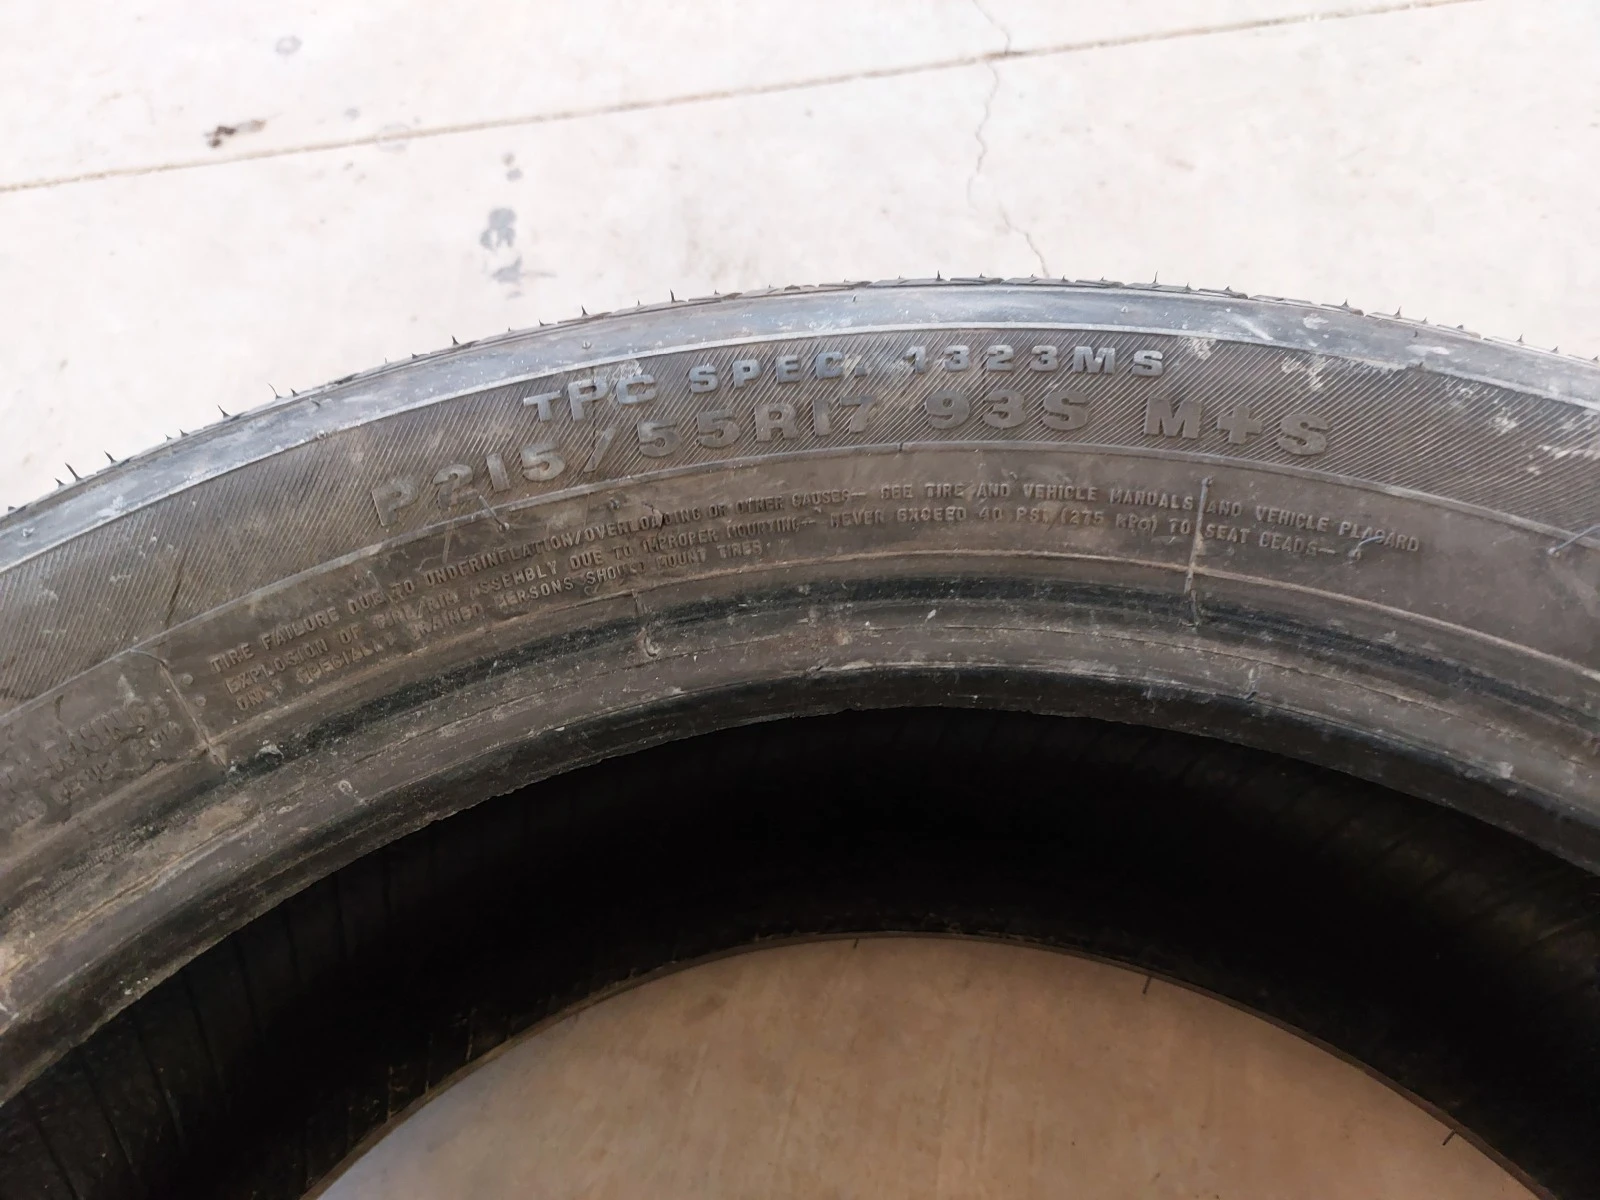 TPC SPEC. 1323MS
P215/55R17 93S M+S
TIRE FAILURE DUE TO UNDERINFLATION/OVERLOADING OR OTHER CAUSES— SEE TIRE AND VEHICLE MANUALS AND VEHICLE PLACARD
EXPLOSION OF TIRE/RIM ASSEMBLY DUE TO IMPROPER MOUNTING— NEVER EXCEED 40 PSI (275 kPa) TO SEAT BEADS—
ONLY SPECIALLY TRAINED PERSONS SHOULD MOUNT TIRES.